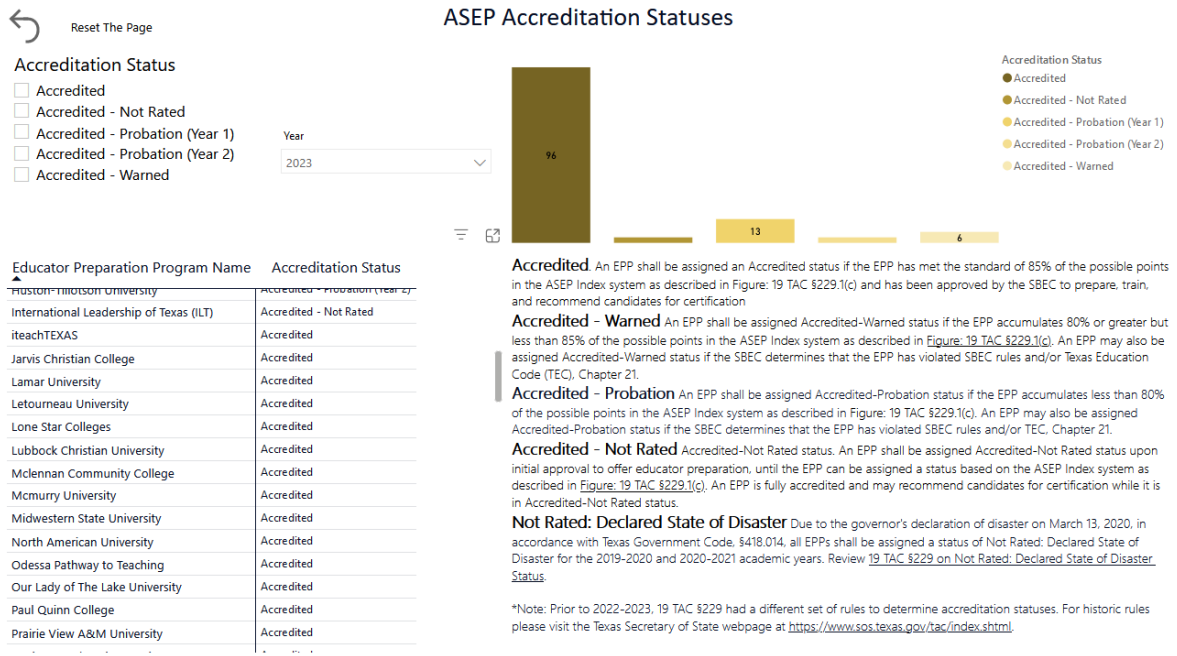 ASEP Accreditation Statuses
Reset The Page
Accreditation Status
Accredited
Accredited - Not Rated
Accredited - Probation (Year 1)
Accredited - Probation (Year 2)
Accredited - Warned
Year
2023
96
13
6
Accreditation Status
Accredited
Accredited - Not Rated
Accredited - Probation (Year 1)
Accredited - Probation (Year 2)
Accredited - Warned
Educator Preparation Program Name Accreditation Status
Huston-Tillotson University Accredited - Probation (Year 2)
International Leadership of Texas (ILT) Accredited - Not Rated
iteachTEXAS Accredited
Jarvis Christian College Accredited
Lamar University Accredited
Letourneau University Accredited
Lone Star Colleges Accredited
Lubbock Christian University Accredited
Mclennan Community College Accredited
Mcmurry University Accredited
Midwestern State University Accredited
North American University Accredited
Odessa Pathway to Teaching Accredited
Our Lady of The Lake University Accredited
Paul Quinn College Accredited
Prairie View A&M University Accredited
Accredited. An EPP shall be assigned an Accredited status if the EPP has met the standard of 85% of the possible points
in the ASEP Index system as described in Figure: 19 TAC §229.1(c) and has been approved by the SBEC to prepare, train,
and recommend candidates for certification
Accredited - Warned An EPP shall be assigned Accredited-Warned status if the EPP accumulates 80% or greater but
less than 85% of the possible points in the ASEP Index system as described in Figure: 19 TAC §229.1(c). An EPP may also be
assigned Accredited-Warned status if the SBEC determines that the EPP has violated SBEC rules and/or Texas Education
Code (TEC), Chapter 21.
Accredited - Probation An EPP shall be assigned Accredited-Probation status if the EPP accumulates less than 80%
of the possible points in the ASEP Index system as described in Figure: 19 TAC §229.1(c). An EPP may also be assigned
Accredited-Probation status if the SBEC determines that the EPP has violated SBEC rules and/or TEC, Chapter 21.
Accredited - Not Rated Accredited-Not Rated status. An EPP shall be assigned Accredited-Not Rated status upon
initial approval to offer educator preparation, until the EPP can be assigned a status based on the ASEP Index system as
described in Figure: 19 TAC §229.1(c). An EPP is fully accredited and may recommend candidates for certification while it is
in Accredited-Not Rated status.
Not Rated: Declared State of Disaster Due to the governor's declaration of disaster on March 13, 2020, in
accordance with Texas Government Code, §418.014, all EPPs shall be assigned a status of Not Rated: Declared State of
Disaster for the 2019-2020 and 2020-2021 academic years. Review 19 TAC §229 on Not Rated: Declared State of Disaster
Status.
*Note: Prior to 2022-2023, 19 TAC §229 had a different set of rules to determine accreditation statuses. For historic rules
please visit the Texas Secretary of State webpage at https://www.sos.texas.gov/tac/index.shtml.